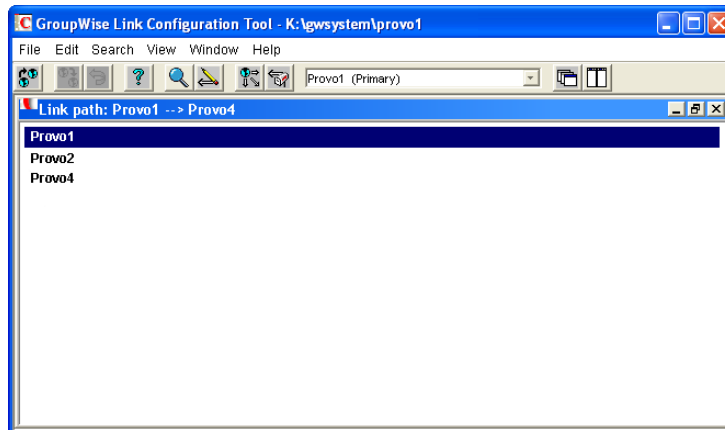 GroupWise Link Configuration Tool - K:\gwsystem\provo1
File Edit Search View Window Help
Provo1 (Primary)
Link path: Provo1 --> Provo4
Provo1
Provo2
Provo4